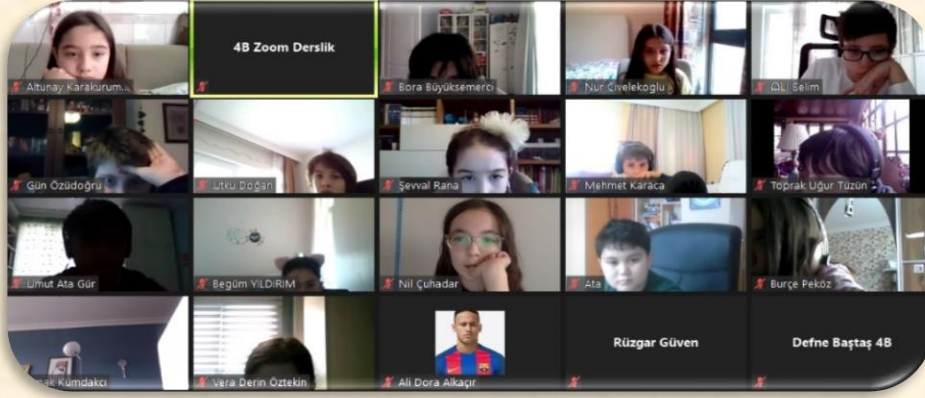 Altunay Karakurum...
4B Zoom Derslik
Bora Büyüksemerci
Nur Civelekoglu
ALİ Selim
Gün Özüdoğru
Utku Doğan
Şevval Rana
Mehmet Karaca
Toprak Uğur Tüzün
Umut Ata Gür
Begüm YILDIRIM
Nil Çuhadar
Ata
Burçe Peköz
Kumdakcı
Vera Derin Öztekin
Ali Dora Alkaçır
Rüzgar Güven
Defne Baştaş 4B